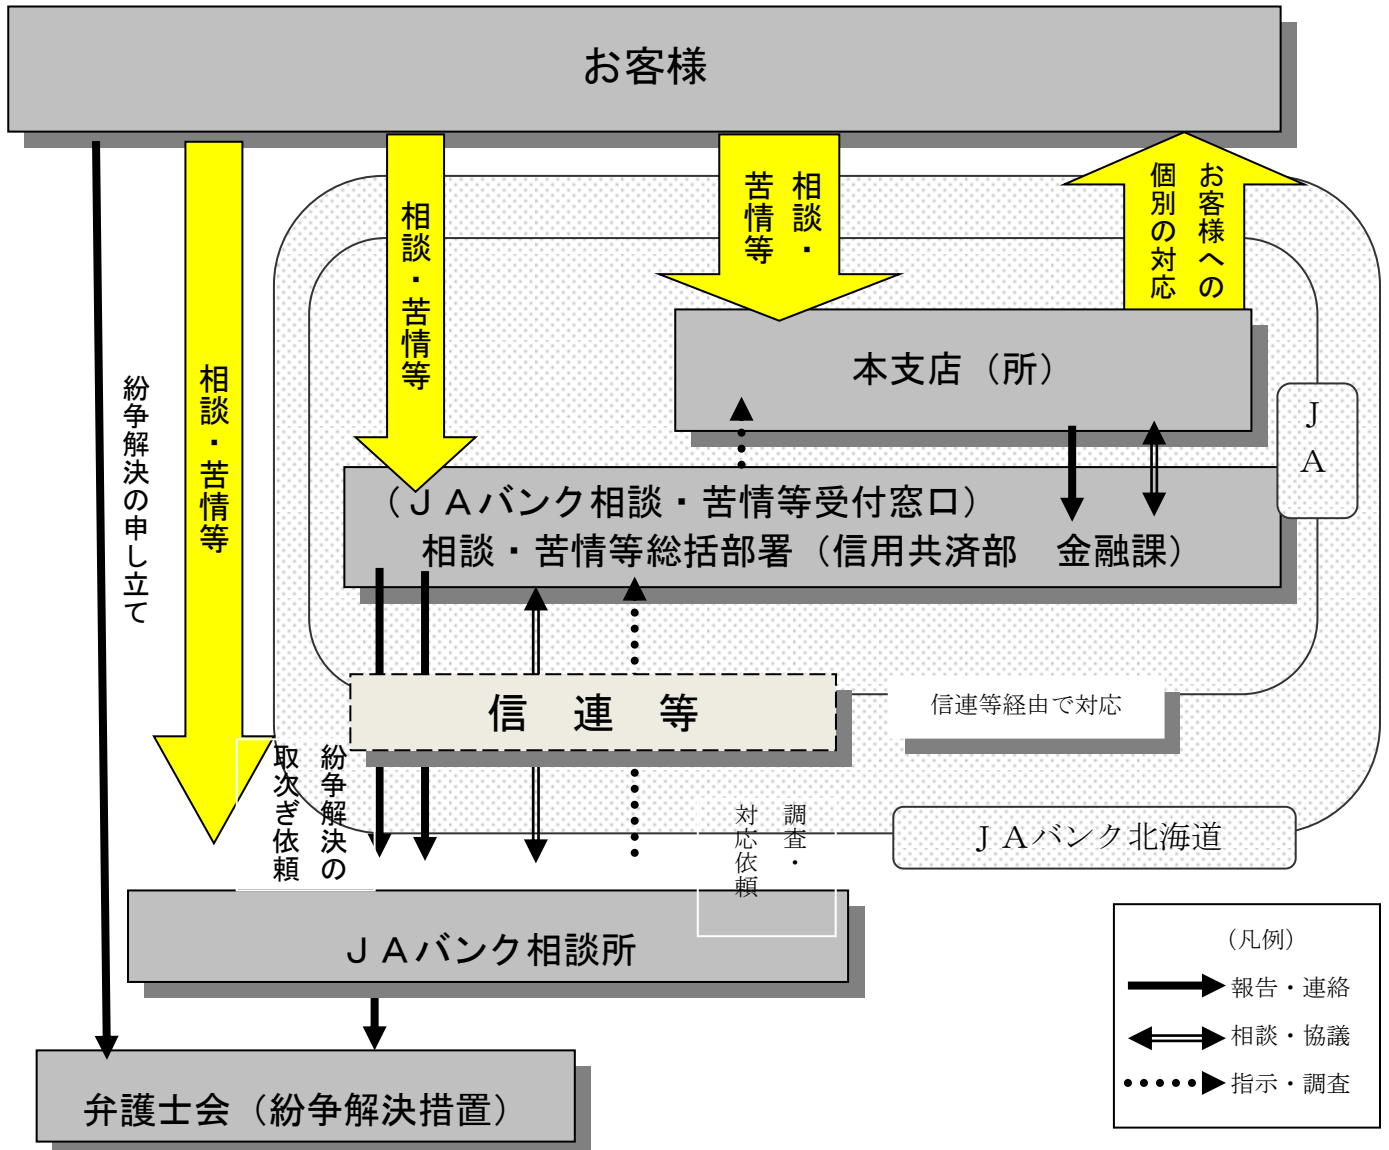 お客様
相談・
苦情等
お客様への
個別の対応
相談・苦情等
相談・苦情等
紛争解決の申し立て
本支店（所）
ＪＡ
（ＪＡバンク相談・苦情等受付窓口）
相談・苦情等総括部署（信用共済部　金融課）
信　連　等
信連等経由で対応
紛争解決の
取次ぎ依頼
調査・
対応依頼
ＪＡバンク北海道
ＪＡバンク相談所
弁護士会（紛争解決措置）
（凡例）
報告・連絡
相談・協議
指示・調査